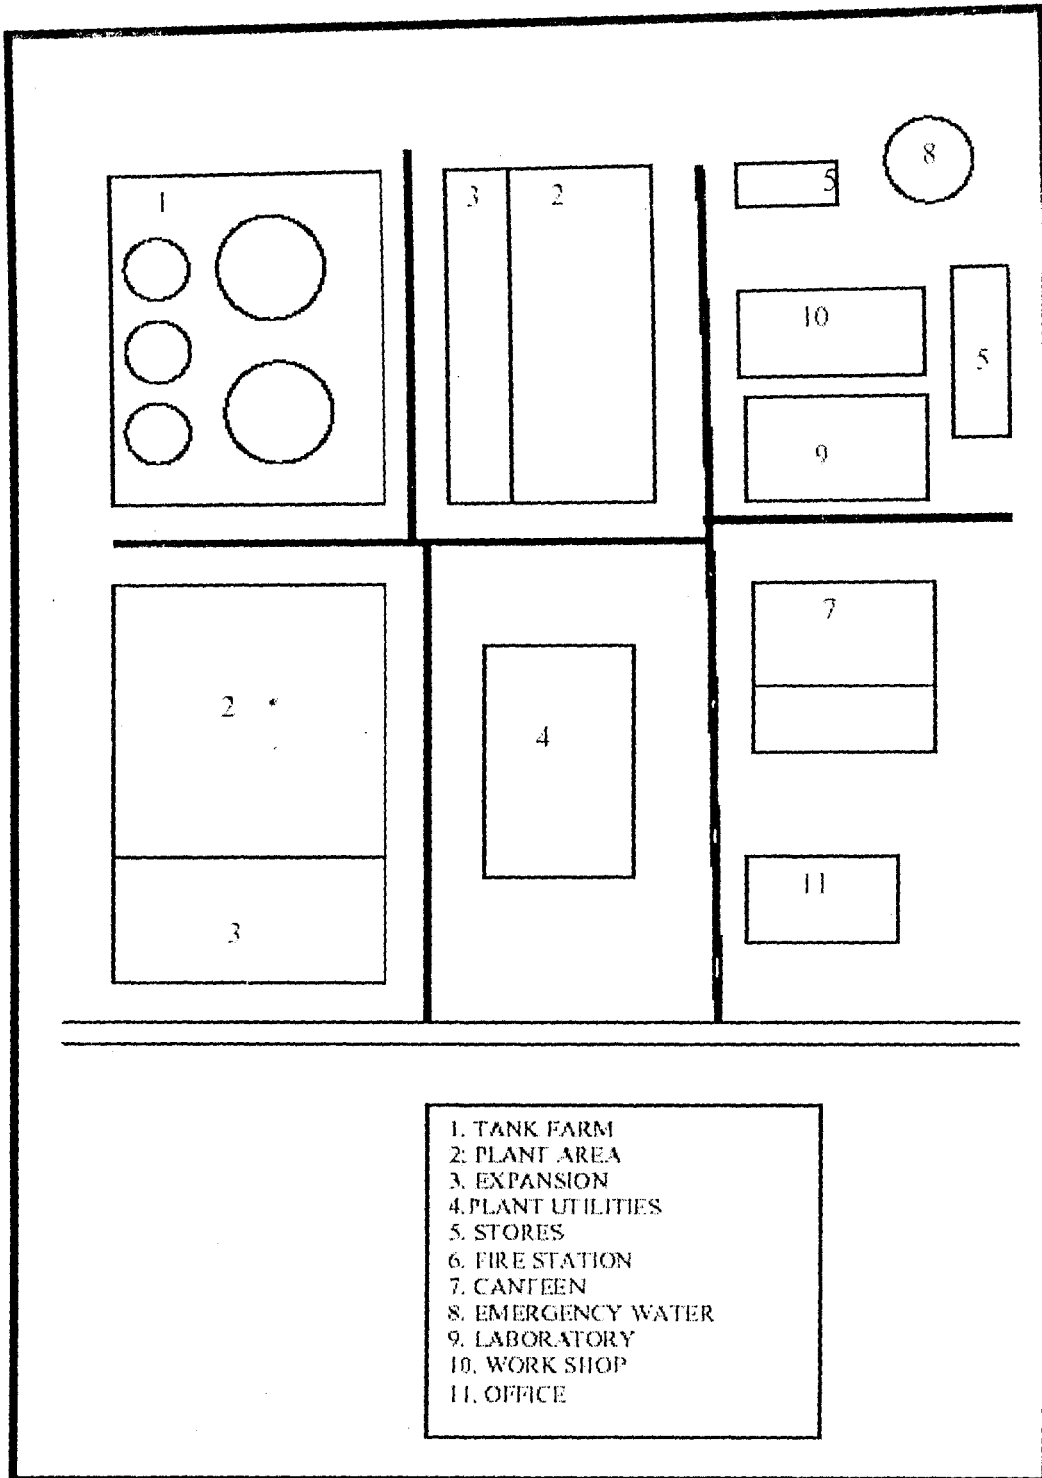 1
3
2
5
8
10
5
9
2
7
4
11
3
1. TANK FARM
2. PLANT AREA
3. EXPANSION
4.PLANT UTILITIES
5. STORES
6. FIRE STATION
7. CANTEEN
8. EMERGENCY WATER
9. LABORATORY
10. WORK SHOP
11. OFFICE